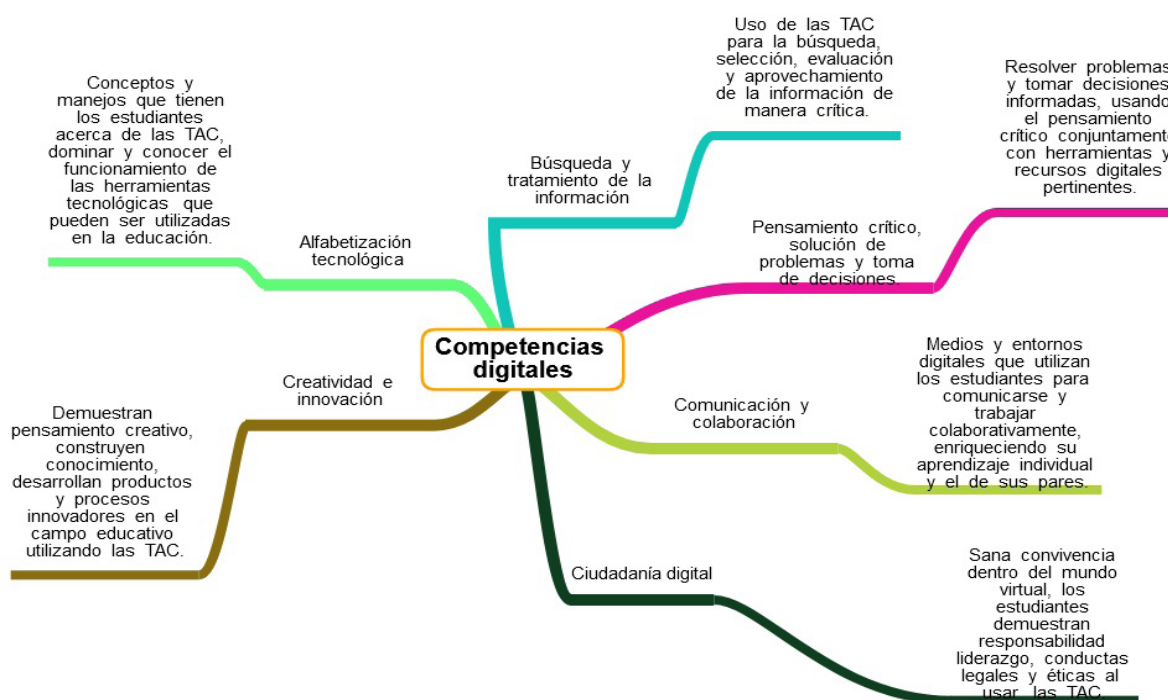 Competencias
digitales
Alfabetización
tecnológica
Conceptos y
manejos que tienen
los estudiantes
acerca de las TAC,
dominar y conocer el
funcionamiento de
las herramientas
tecnológicas que
pueden ser utilizadas
en la educación.
Búsqueda y
tratamiento de la
información
Uso de las TAC
para la búsqueda,
selección, evaluación
y aprovechamiento
de la información de
manera crítica.
Pensamiento crítico,
solución de
problemas y toma
de decisiones.
Resolver problemas
y tomar decisiones
informadas, usando
el pensamiento
crítico conjuntamente
con herramientas y
recursos digitales
pertinentes.
Comunicación y
colaboración
Medios y entornos
digitales que utilizan
los estudiantes para
comunicarse y
trabajar
colaborativamente,
enriqueciendo su
aprendizaje individual
y el de sus pares.
Ciudadanía digital
Sana convivencia
dentro del mundo
virtual, los
estudiantes
demuestran
responsabilidad
liderazgo, conductas
legales y éticas al
usar las TAC
Creatividad e
innovación
Demuestran
pensamiento creativo,
construyen
conocimiento,
desarrollan productos
y procesos
innovadores en el
campo educativo
utilizando las TAC.